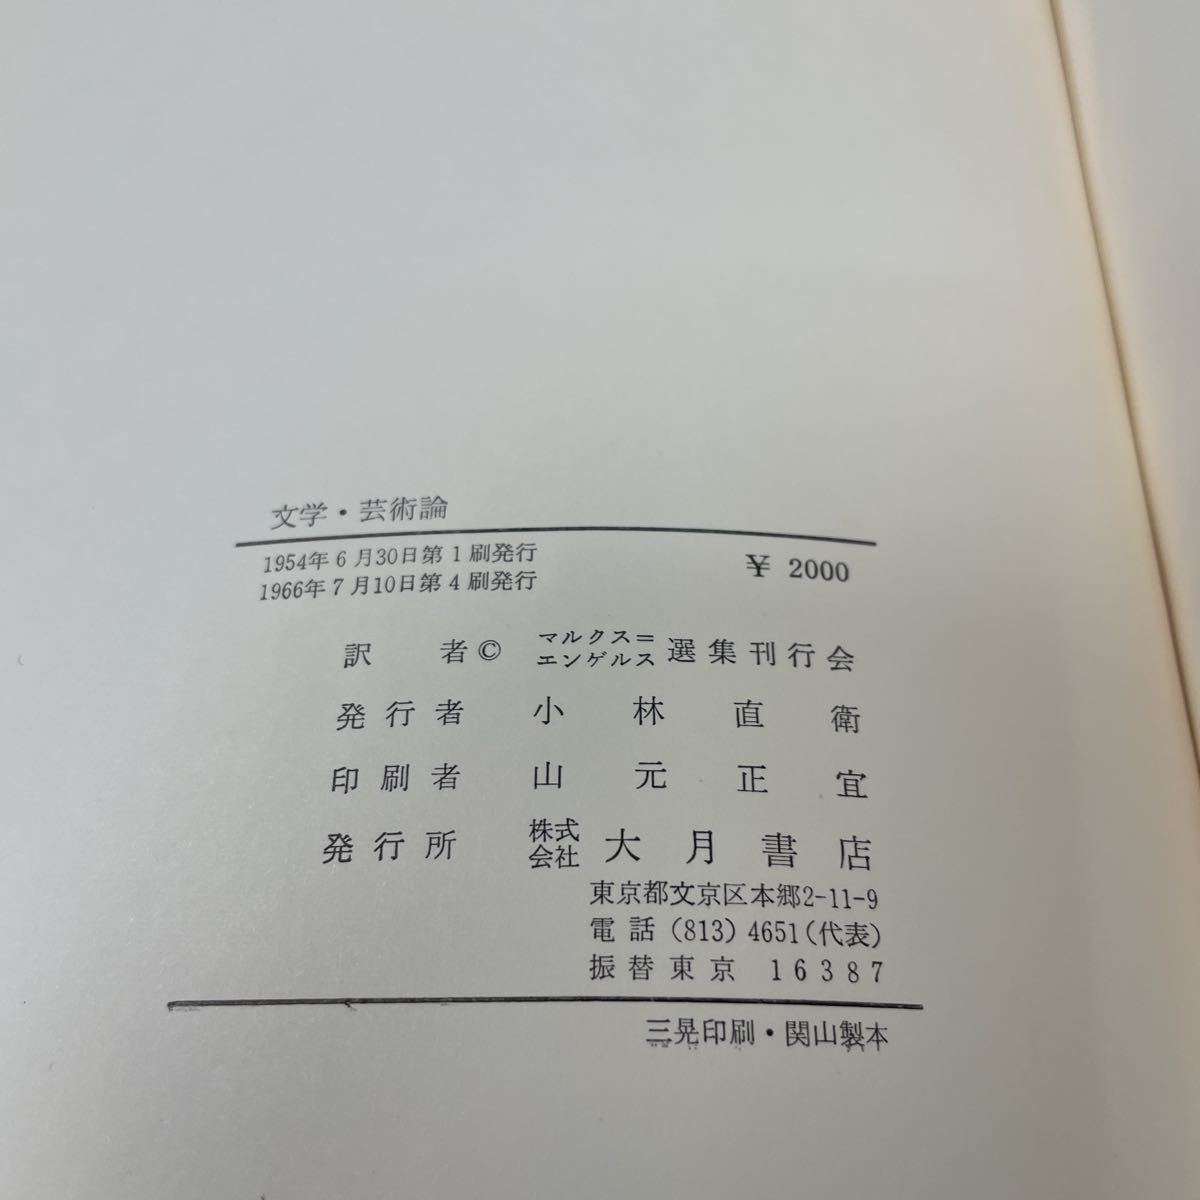 文学・芸術論
1954年6月30日第1刷発行
1966年7月10日第4刷発行
¥ 2000
訳者© マルクス=エンゲルス選集刊行会
発行者 小林直衛
印刷者 山元正宜
発行所 株式会社 大月書店
東京都文京区本郷2-11-9
電話(813)4651(代表)
振替東京 16387
三晃印刷・関山製本